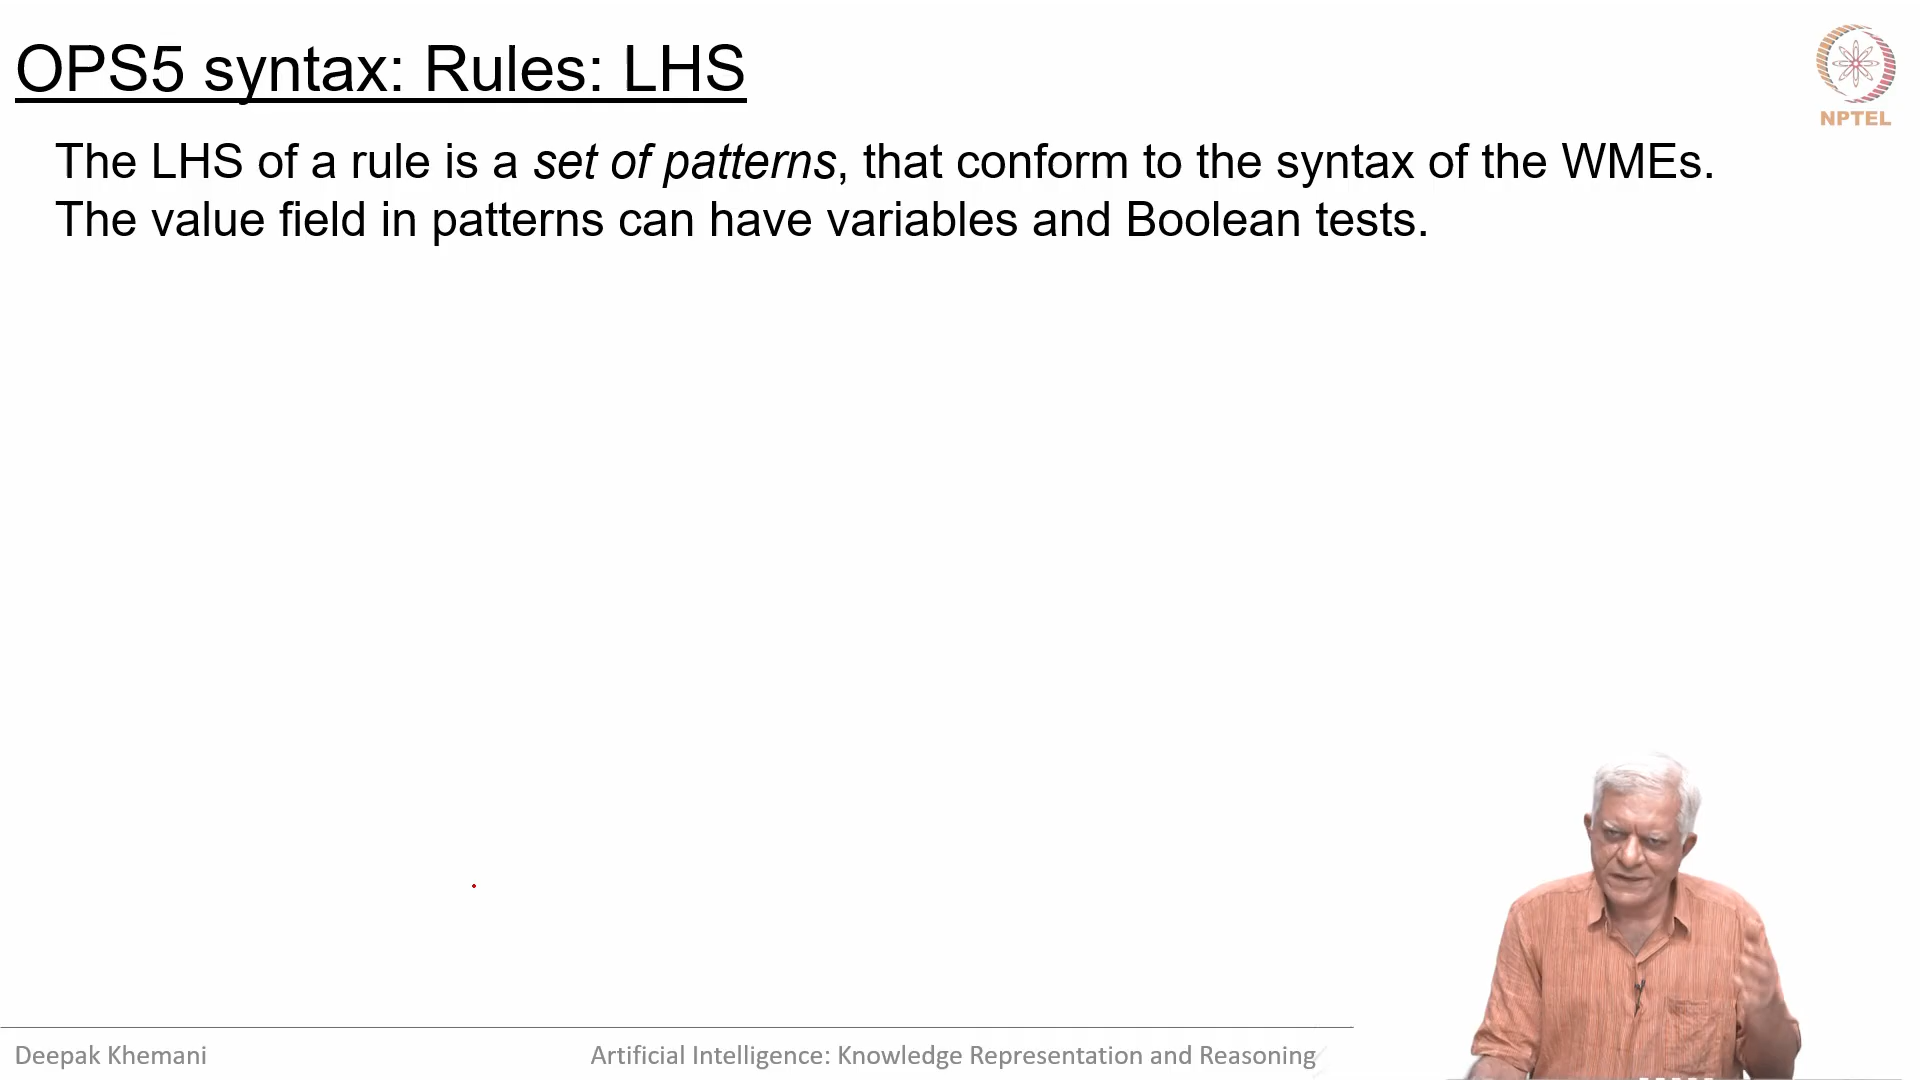 OPS5 syntax: Rules: LHS
NPTEL
The LHS of a rule is a set of patterns, that conform to the syntax of the WMEs.
The value field in patterns can have variables and Boolean tests.
Deepak Khemani
Artificial Intelligence: Knowledge Representation and Reasoning